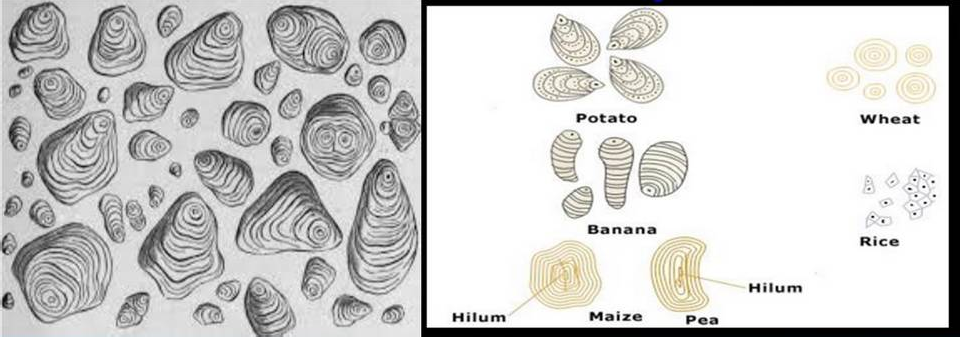 Potato
Wheat
Banana
Rice
Hilum
Hilum
Maize
Pea